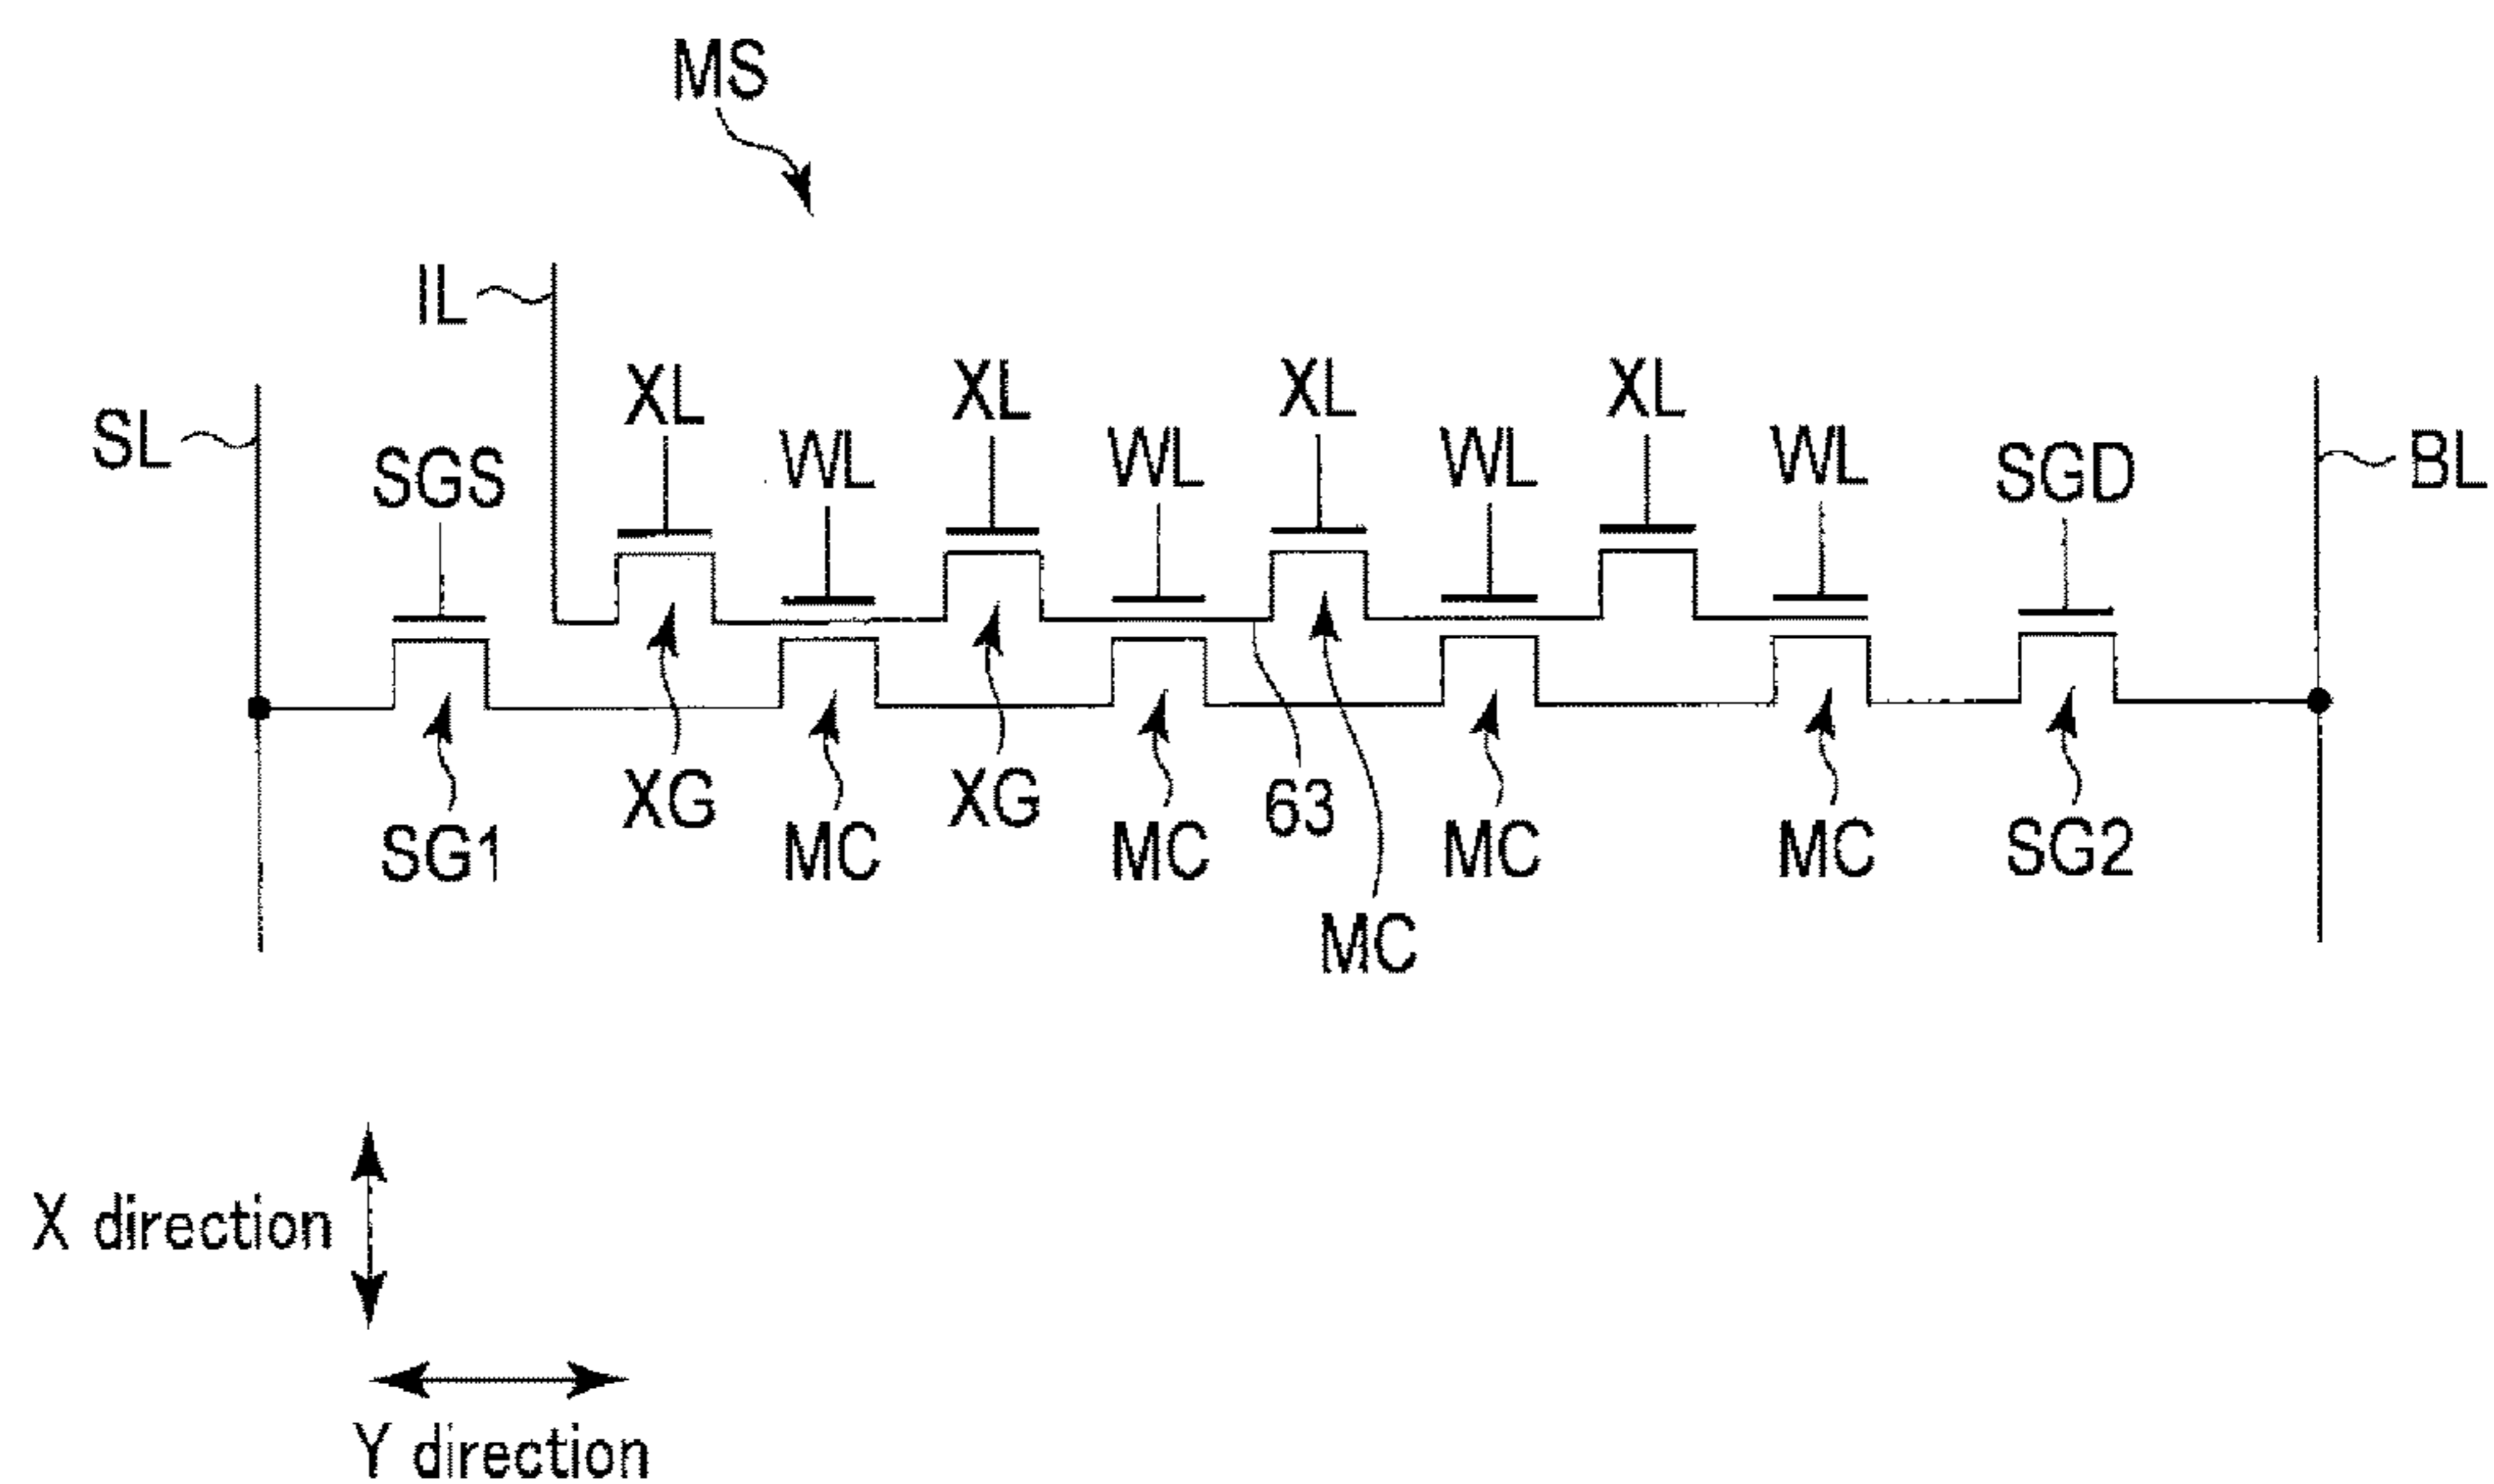 MS
IL
XL
XL
XL
XL
SL
SGS
WL
WL
WL
WL
SGD
BL
XG
XG
63
SG1
MC
MC
MC
MC
SG2
MC
X direction
Y direction